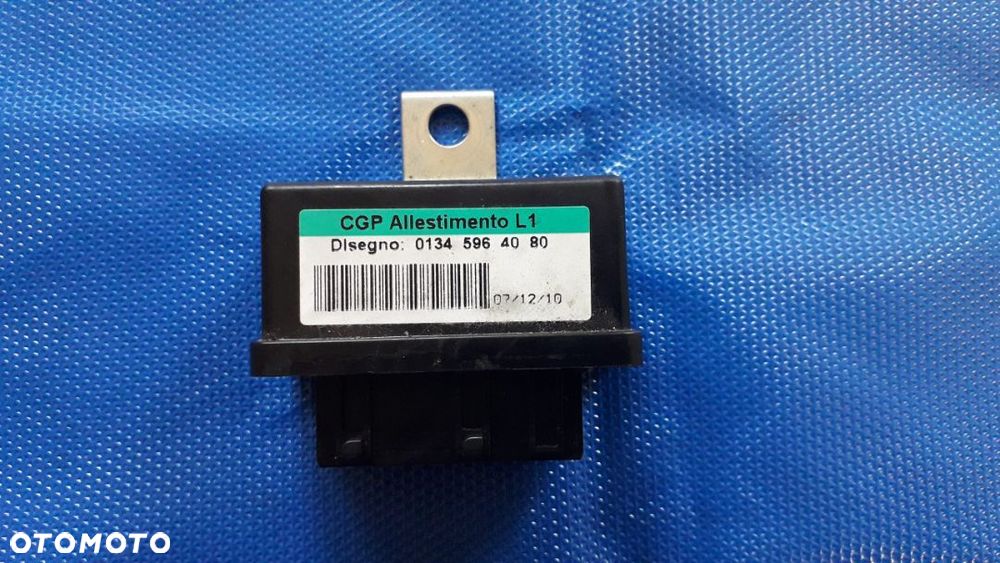 CGP Allestimento L1
DIsegno: 0134 596 40 80
07/12/10
OTOMOTO